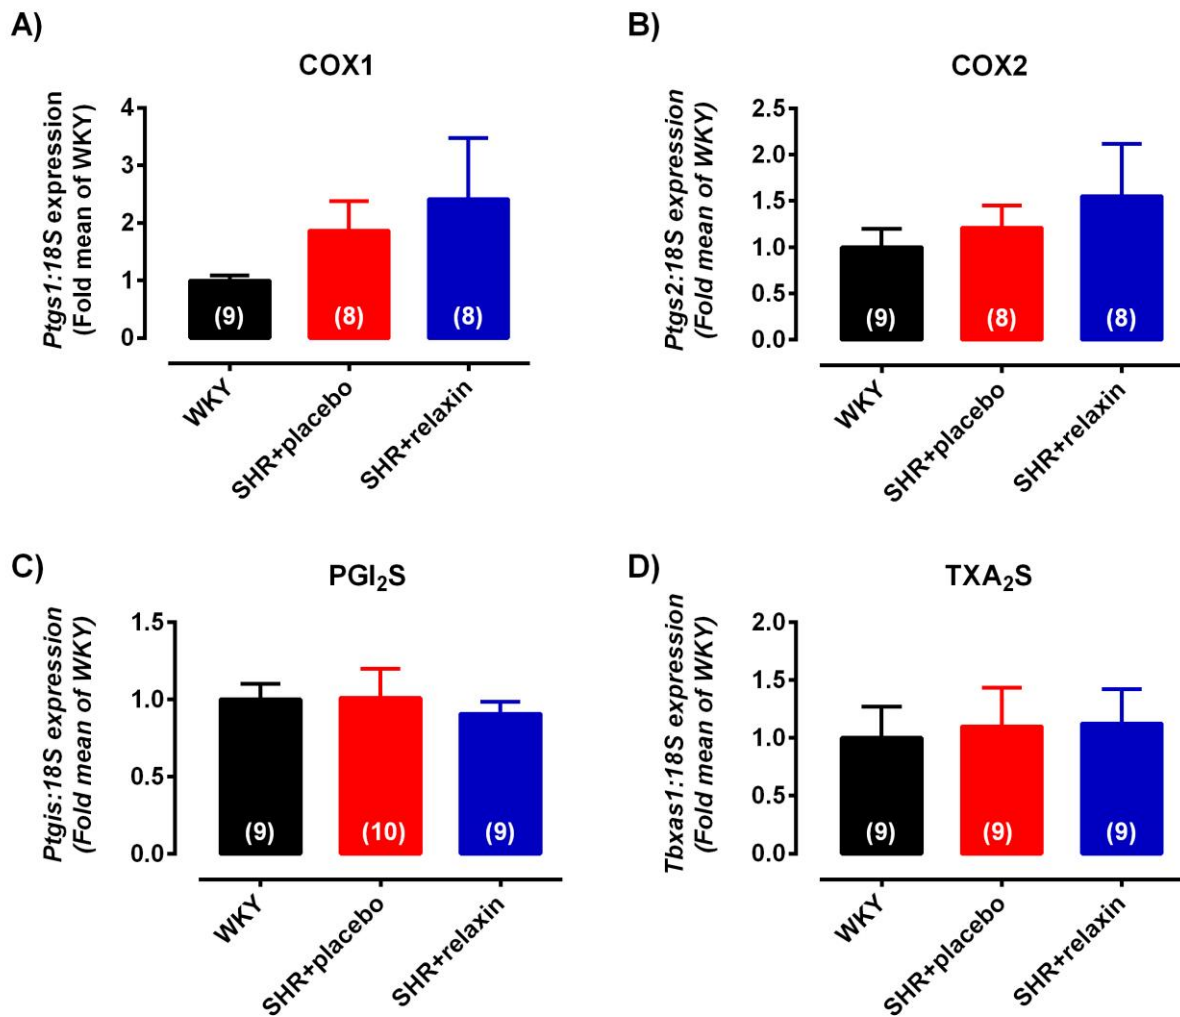 A)
COX1
Ptgs1:18S expression
(Fold mean of WKY)
4
3
2
1
0
(9)
(8)
(8)
WKY
SHR+placebo
SHR+relaxin
B)
COX2
Ptgs2:18S expression
(Fold mean of WKY)
2.5
2.0
1.5
1.0
0.5
0.0
(9)
(8)
(8)
WKY
SHR+placebo
SHR+relaxin
C)
PGI₂S
Ptgis:18S expression
(Fold mean of WKY)
1.5
1.0
0.5
0.0
(9)
(10)
(9)
WKY
SHR+placebo
SHR+relaxin
D)
TXA₂S
Tbxas1:18S expression
(Fold mean of WKY)
2.0
1.5
1.0
0.5
0.0
(9)
(9)
(9)
WKY
SHR+placebo
SHR+relaxin